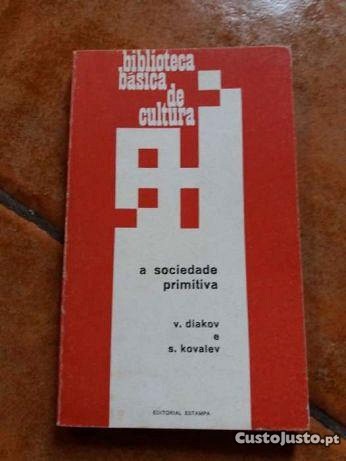 biblioteca
básica
de
cultura
a sociedade
primitiva
v. diakov
e
s. kovalev
EDITORIAL ESTAMPA
CustoJusto.pt